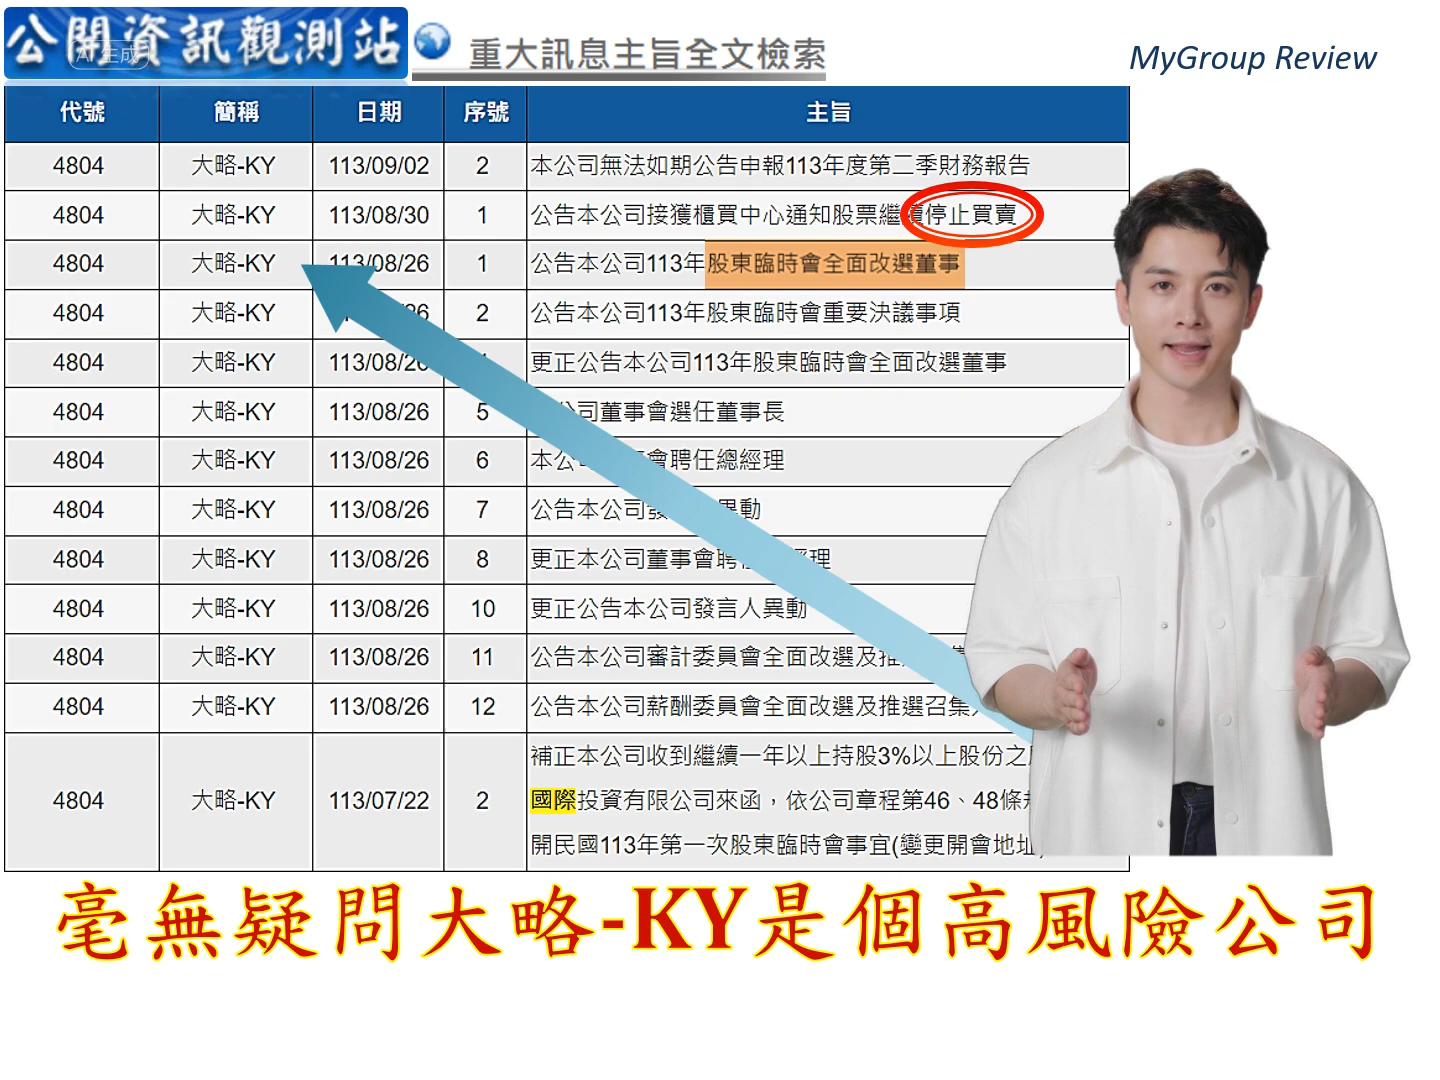 公開資訊觀測站
AI 生成
重大訊息主旨全文檢索
MyGroup Review
代號 簡稱 日期 序號 主旨
4804 大略-KY 113/09/02 2 本公司無法如期公告申報113年度第二季財務報告
4804 大略-KY 113/08/30 1 公告本公司接獲櫃買中心通知股票繼續停止買賣
4804 大略-KY 113/08/26 1 公告本公司113年股東臨時會全面改選董事
4804 大略-KY 26 2 公告本公司113年股東臨時會重要決議事項
4804 大略-KY 113/08/26 更正公告本公司113年股東臨時會全面改選董事
4804 大略-KY 113/08/26 5 公司董事會選任董事長
4804 大略-KY 113/08/26 6 本公 會聘任總經理
4804 大略-KY 113/08/26 7 公告本公司發 異動
4804 大略-KY 113/08/26 8 更正本公司董事會聘 理
4804 大略-KY 113/08/26 10 更正公告本公司發言人異動
4804 大略-KY 113/08/26 11 公告本公司審計委員會全面改選及推
4804 大略-KY 113/08/26 12 公告本公司薪酬委員會全面改選及推選召集
4804 大略-KY 113/07/22 2 補正本公司收到繼續一年以上持股3%以上股份之
國際投資有限公司來函，依公司章程第46、48條
開民國113年第一次股東臨時會事宜(變更開會地址)
毫無疑問大略-KY是個高風險公司